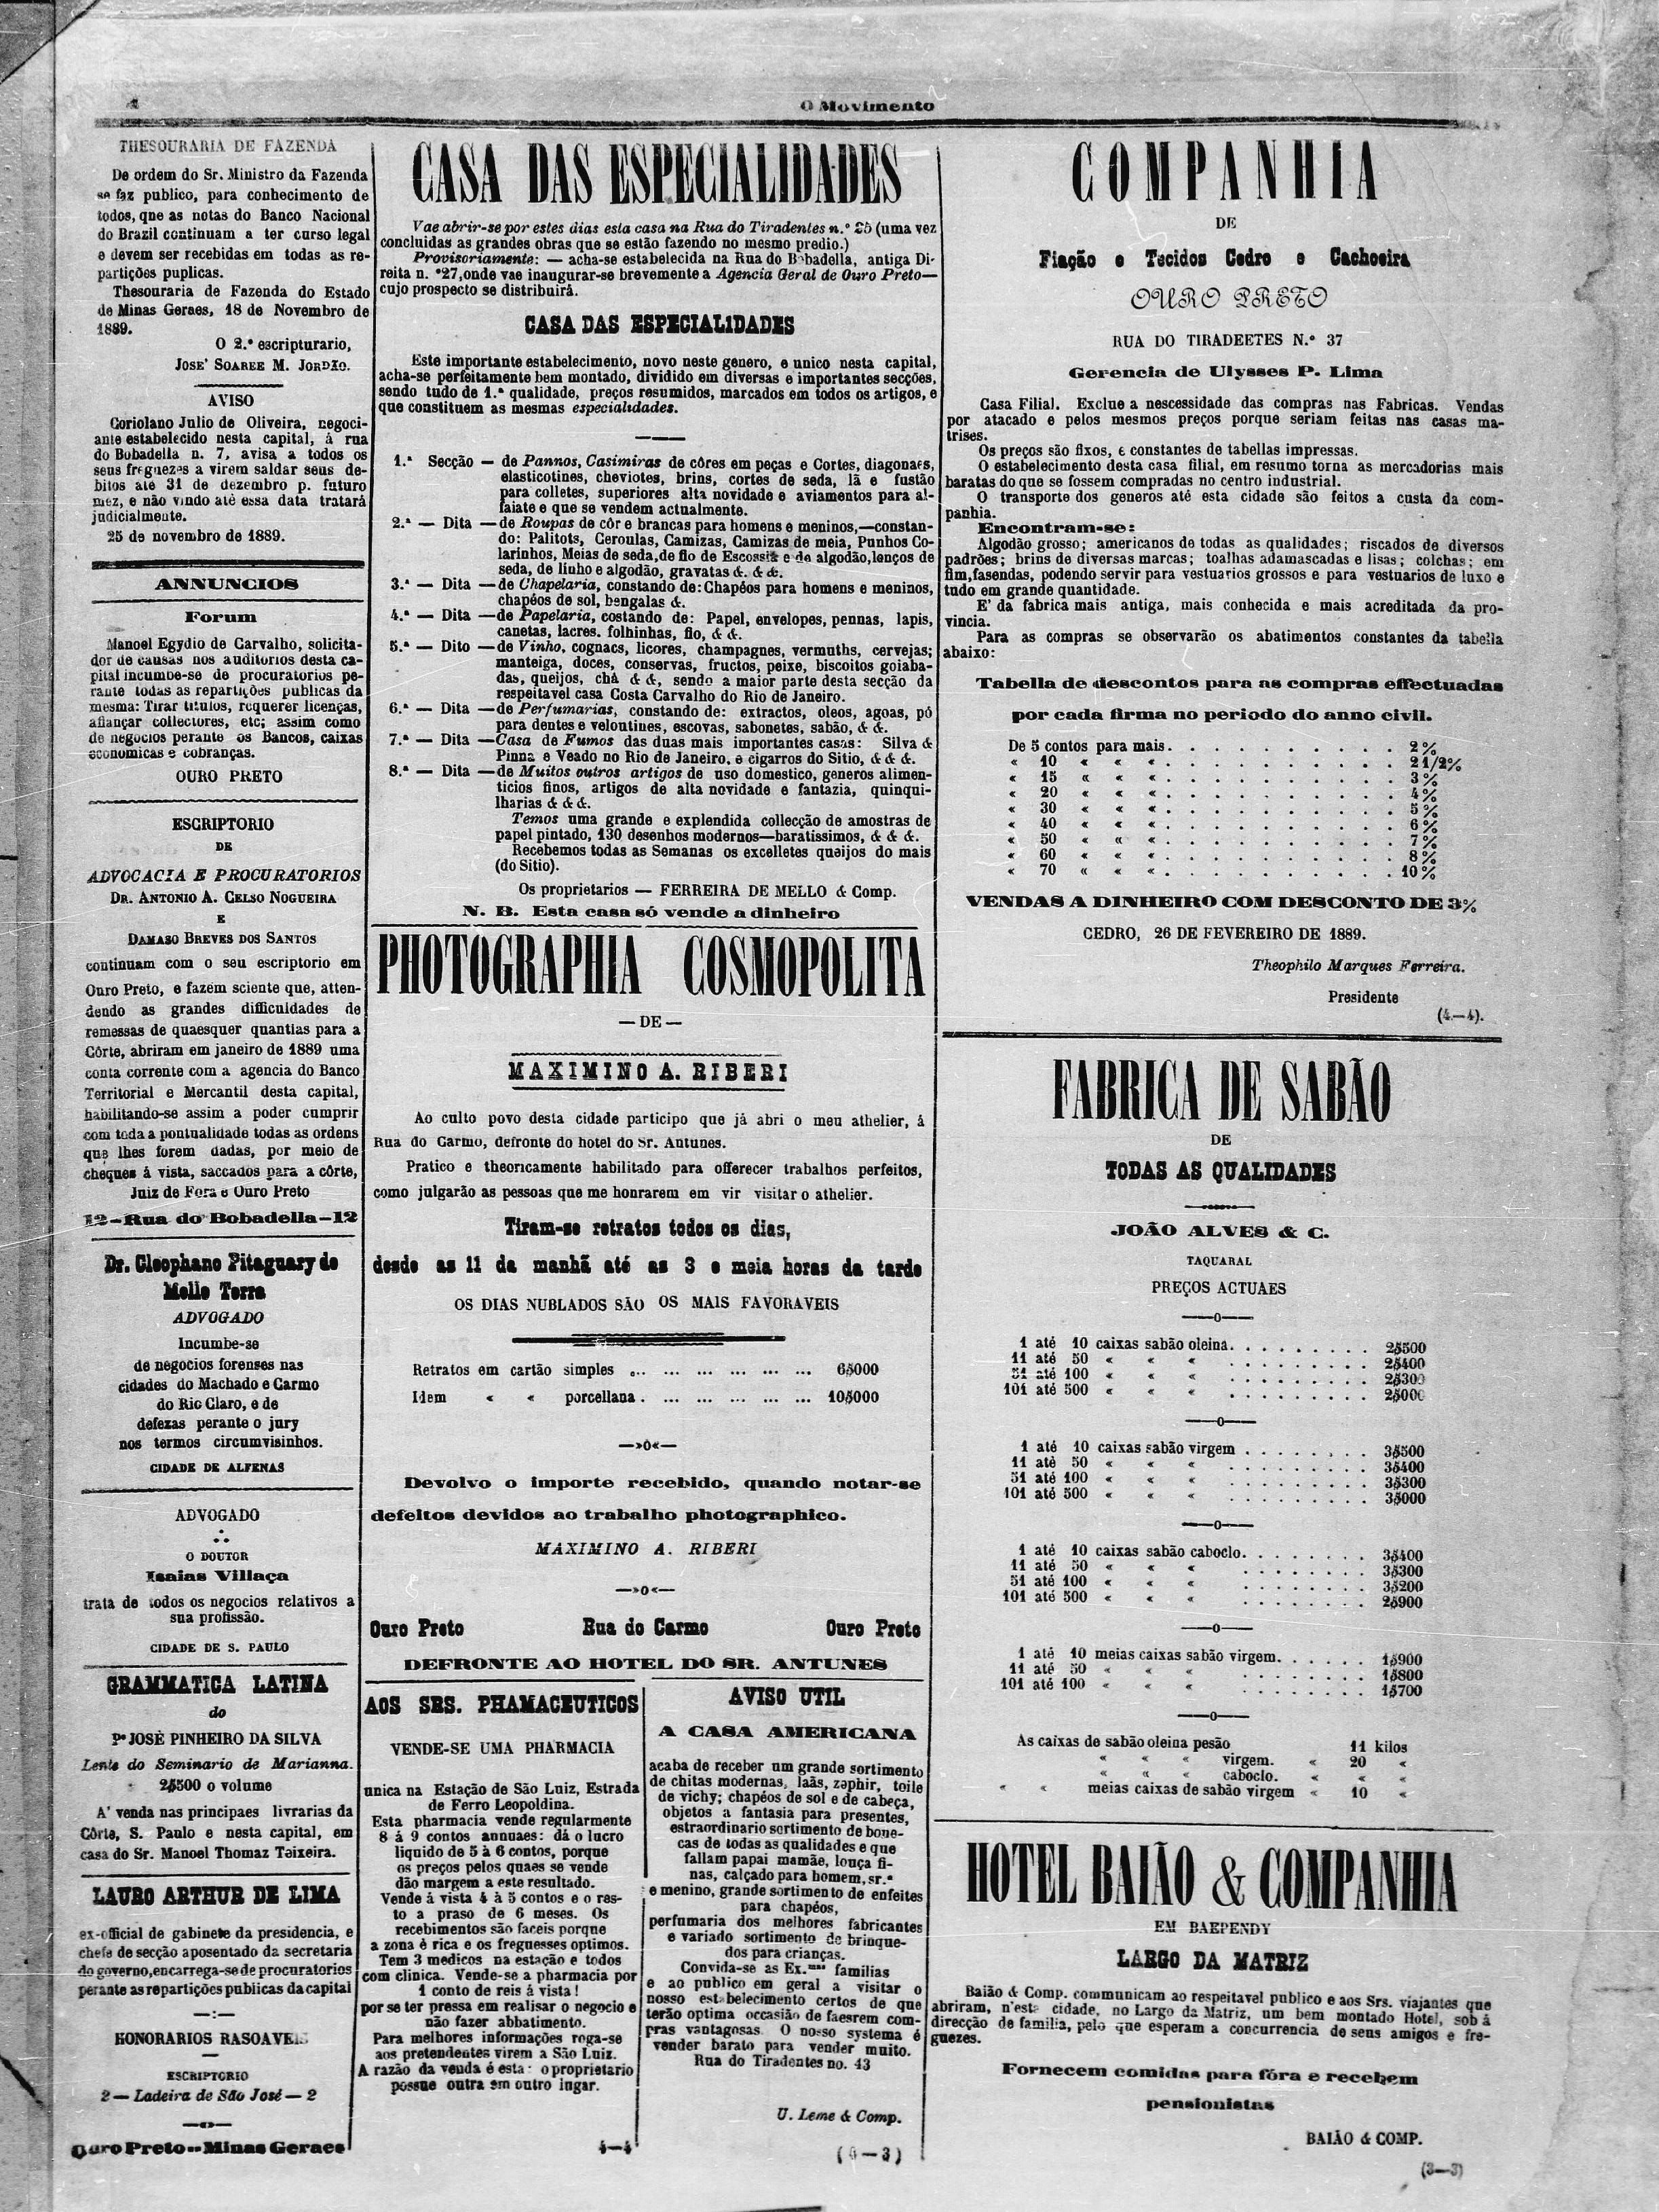 4
O Movimento
THESOURARIA DE FAZENDA
De ordem do Sr. Ministro da Fazenda
se faz publico, para conhecimento de
todos, qne as notas do Banco Nacional
do Brazil continuam a ter curso legal
e devem ser recebidas em todas as re-
partições puplicas.
Thesouraria de Fazenda do Estado
de Minas Geraes, 18 de Novembro de
1889.
O 2.º escripturario,
JOSE' SOAREE M. JORDÃO.
AVISO
Coriolano Julio de Oliveira, negoci-
ante estabelecido nesta capital, á rua
do Bobadella n. 7, avisa a todos os
seus freguezes a virem saldar seus de-
bitos até 31 de dezembro p. futuro
mez, e não vindo até essa data tratará
judicialmente.
25 de novembro de 1889.
ANNUNCIOS
Forum
Manoel Egydio de Carvalho, solicita-
dor de causas nos auditorios desta ca-
pital incumbe-se de procuratorios pe-
rante todas as repartições publicas da
mesma: Tirar titulos, requerer licenças,
afiançar collectores, etc; assim como
de negocios perante os Bancos, caixas
economicas e cobranças.
OURO PRETO
ESCRIPTORIO
DE
ADVOCACIA E PROCURATORIOS
DR. ANTONIO A. CELSO NOGUEIRA
E
DAMASO BREVES DOS SANTOS
continuam com o seu escriptorio em
Ouro Preto, e fazem sciente que, atten-
dendo as grandes difficuldades de
remessas de quaesquer quantias para a
Côrte, abriram em janeiro de 1889 uma
conta corrente com a agencia do Banco
Territorial e Mercantil desta capital,
habilitando-se assim a poder cumprir
com toda a pontualidade todas as ordens
que lhes forem dadas, por meio de
cheques á vista, saccados para a côrte,
Juiz de Fora e Ouro Preto
12—Rua do Bobadella—12
Dr. Cleophano Pitaguary de
Mello Terra
ADVOGADO
Incumbe-se
de negocios forenses nas
cidades do Machado e Carmo
do Rio Claro, e de
defezas perante o jury
nos termos circumvisinhos.
CIDADE DE ALFENAS
ADVOGADO
O DOUTOR
Isaias Villaça
trata de todos os negocios relativos a
sua profissão.
CIDADE DE S. PAULO
GRAMMATICA LATINA
do
Pe JOSÈ PINHEIRO DA SILVA
Lente do Seminario de Marianna.
2$500 o volume
A' venda nas principaes livrarias da
Côrte, S. Paulo e nesta capital, em
casa do Sr. Manoel Thomaz Teixeira.
LAURO ARTHUR DE LIMA
ex-official de gabinete da presidencia, e
chefe de secção aposentado da secretaria
do governo, encarrega-se de procuratorios
perante as repartições publicas da capital
—:—
HONORARIOS RASOAVEIS
ESCRIPTORIO
2 — Ladeira de São José — 2
—o—
Ouro Preto--Minas Geraes
CASA DAS ESPECIALIDADES
Vae abrir-se por estes dias esta casa na Rua do Tiradentes n.º 25 (uma vez
concluidas as grandes obras que se estão fazendo no mesmo predio.)
Provisoriamente: — acha-se estabelecida na Rua do Bobadella, antiga Di-
reita n. º27, onde vae inaugurar-se brevemente a Agencia Geral de Ouro Preto—
cujo prospecto se distribuirá.
CASA DAS ESPECIALIDADES
Este importante estabelecimento, novo neste genero, e unico nesta capital,
acha-se perfeitamente bem montado, dividido em diversas e importantes secções,
sendo tudo de 1.ª qualidade, preços resumidos, marcados em todos os artigos, e
que constituem as mesmas especialidades.
1.ª Secção — de Pannos, Casimiras de côres em peças e Cortes, diagonaes,
elasticotines, cheviotes, brins, cortes de seda, lã e fustão
para colletes, superiores alta novidade e aviamentos para al-
faiate e que se vendem actualmente.
2.ª — Dita — de Roupas de côr e brancas para homens e meninos,—constan-
do: Palitots, Ceroulas, Camizas, Camizas de meia, Punhos Co-
larinhos, Meias de seda, de fio de Escossia e de algodão, lenços de
seda, de linho e algodão, gravatas &. & &.
3.ª — Dita — de Chapelaria, constando de: Chapéos para homens e meninos,
chapéos de sol, bengalas &.
4.ª — Dita — de Papelaria, costando de: Papel, envelopes, pennas, lapis,
canetas, lacres. folhinhas, fio, & &.
5.ª — Dito — de Vinho, cognacs, licores, champagnes, vermuths, cervejas;
manteiga, doces, conservas, fructos, peixe, biscoitos goiaba-
das, queijos, chá & &, sendo a maior parte desta secção da
respeitavel casa Costa Carvalho do Rio de Janeiro.
6.ª — Dita — de Perfumarias, constando de: extractos, oleos, agoas, pó
para dentes e veloutines, escovas, sabonetes, sabão, & &.
7.ª — Dita — Casa de Fumos das duas mais importantes casas: Silva &
Pinna e Veado no Rio de Janeiro, e cigarros do Sitio, & & &.
8.ª — Dita — de Muitos outros artigos de uso domestico, generos alimen-
ticios finos, artigos de alta novidade e fantazia, quinqui-
lharias & & &.
Temos uma grande e explendida collecção de amostras de
papel pintado, 130 desenhos modernos—baratissimos, & & &.
Recebemos todas as Semanas os excelletes queijos do mais
(do Sitio).
Os proprietarios — FERREIRA DE MELLO & Comp.
N. B. Esta casa só vende a dinheiro
PHOTOGRAPHIA COSMOPOLITA
— DE —
MAXIMINO A. RIBERI
Ao culto povo desta cidade participo que já abri o meu athelier, á
Rua do Carmo, defronte do hotel do Sr. Antunes.
Pratico e theoricamente habilitado para offerecer trabalhos perfeitos,
como julgarão as pessoas que me honrarem em vir visitar o athelier.
Tiram-se retratos todos os dias,
desde as 11 da manhã até as 3 e meia horas da tarde
OS DIAS NUBLADOS SÃO OS MAIS FAVORAVEIS
Retratos em cartão simples ... ... ... ... ... ... 6$000
Idem « « porcellana . ... ... ... ... ... 10$000
—»o«—
Devolvo o importe recebido, quando notar-se
defeitos devidos ao trabalho photographico.
MAXIMINO A. RIBERI
—»o«—
Ouro Preto Rua do Carmo Ouro Preto
DEFRONTE AO HOTEL DO SR. ANTUNES
AOS SRS. PHAMACEUTICOS
VENDE-SE UMA PHARMACIA
unica na Estação de São Luiz, Estrada
de Ferro Leopoldina.
Esta pharmacia vende regularmente
8 á 9 contos annuaes: dá o lucro
liquido de 5 à 6 contos, porque
os preços pelos quaes se vende
dão margem a este resultado.
Vende á vista 4 à 5 contos e o res-
to a praso de 6 meses. Os
recebimentos são faceis porque
a zona è rica e os freguesses optimos.
Tem 3 medicos na estação e todos
com clinica. Vende-se a pharmacia por
1 conto de reis á vista!
por se ter pressa em realisar o negocio e
não fazer abbatimento.
Para melhores informações roga-se
aos pretendentes virem a São Luiz.
A razão da venda é esta: o proprietario
possue outra em outro lugar.
4—4
AVISO UTIL
A CASA AMERICANA
acaba de receber um grande sortimento
de chitas modernas, laãs, zephir, toile
de vichy; chapéos de sol e de cabeça,
objetos a fantasia para presentes,
estraordinario sortimento de bone-
cas de todas as qualidades e que
fallam papai mamãe, louça fi-
nas, calçado para homem, sr.ª
e menino, grande sortimento de enfeites
para chapéos,
perfumaria dos melhores fabricantes
e variado sortimento de brinque-
dos para crianças.
Convida-se as Ex.mas familias
e ao publico em geral a visitar o
nosso estabelecimento certos de que
terão optima occasião de faesrem com-
pras vantagosas. O nosso systema é
vender barato para vender muito.
Rua do Tiradentes no. 43
U. Leme & Comp.
( — 3)
COMPANHIA
DE
Fiação e Tecidos Cedro e Cachoeira
OURO PRETO
RUA DO TIRADEETES N.º 37
Gerencia de Ulysses P. Lima
Casa Filial. Exclue a nescessidade das compras nas Fabricas. Vendas
por atacado e pelos mesmos preços porque seriam feitas nas casas ma-
trises.
Os preços são fixos, e constantes de tabellas impressas.
O estabelecimento desta casa filial, em resumo torna as mercadorias mais
baratas do que se fossem compradas no centro industrial.
O transporte dos generos até esta cidade são feitos a custa da com-
panhia.
Encontram-se:
Algodão grosso; americanos de todas as qualidades; riscados de diversos
padrões; brins de diversas marcas; toalhas adamascadas e lisas; colchas; em
fim, fasendas, podendo servir para vestuarios grossos e para vestuarios de luxo e
tudo em grande quantidade.
E' da fabrica mais antiga, mais conhecida e mais acreditada da pro-
vincia.
Para as compras se observarão os abatimentos constantes da tabella
abaixo:
Tabella de descontos para as compras effectuadas
por cada firma no periodo do anno civil.
De 5 contos para mais . . . . . . . . . . . 2%
« 10 « « « . . . . . . . . . . . 2 1/2%
« 15 « « « . . . . . . . . . . . 3%
« 20 « « « . . . . . . . . . . . 4%
« 30 « « « . . . . . . . . . . . 5%
« 40 « « « . . . . . . . . . . . 6%
« 50 « « « . . . . . . . . . . . 7%
« 60 « « « . . . . . . . . . . . 8%
« 70 « « « . . . . . . . . . . . 10%
VENDAS A D1NHEIRO COM DESCONTO DE 3%
CEDRO, 26 DE FEVEREIRO DE 1889.
Theophilo Marques Ferreira.
Presidente
(4—4).
FABRICA DE SABÃO
DE
TODAS AS QUALIDADES
JOÃO ALVES & C.
TAQUARAL
PREÇOS ACTUAES
—o—
1 até 10 caixas sabão oleina . . . . . . . . . 2$500
11 até 50 « « « . . . . . . . . . 2$400
51 até 100 « « « . . . . . . . . . 2$300
101 até 500 « « « . . . . . . . . . 2$000
—o—
1 até 10 caixas sabão virgem . . . . . . . . . 3$500
11 até 50 « « « . . . . . . . . . 3$400
51 até 100 « « « . . . . . . . . . 3$300
101 até 500 « « « . . . . . . . . . 3$000
—o—
1 até 10 caixas sabão caboclo . . . . . . . . 3$400
11 até 50 « « « . . . . . . . . 3$300
51 até 100 « « « . . . . . . . . 3$200
101 até 500 « « « . . . . . . . . 2$900
—o—
1 até 10 meias caixas sabão virgem . . . . . . 1$900
11 até 50 « « « . . . . . . . . 1$800
101 até 100 « « « . . . . . . . . 1$700
—o—
As caixas de sabão oleina pesão 11 kilos
« « « virgem. « 20 «
« « « caboclo. « « «
« « meias caixas de sabão virgem « 10 «
HOTEL BAIÃO & COMPANHIA
EM BAEPENDY
LARGO DA MATRIZ
Baião & Comp. communicam ao respeitavel publico e aos Srs. viajantes que
abriram, n'esta cidade, no Largo da Matriz, um bem montado Hotel, sob á
direcção de familia, pelo que esperam a concurrencia de seus amigos e fre-
guezes.
Fornecem comidas para fóra e recebem
pensionistas
BAIÃO & COMP.
(3—3)